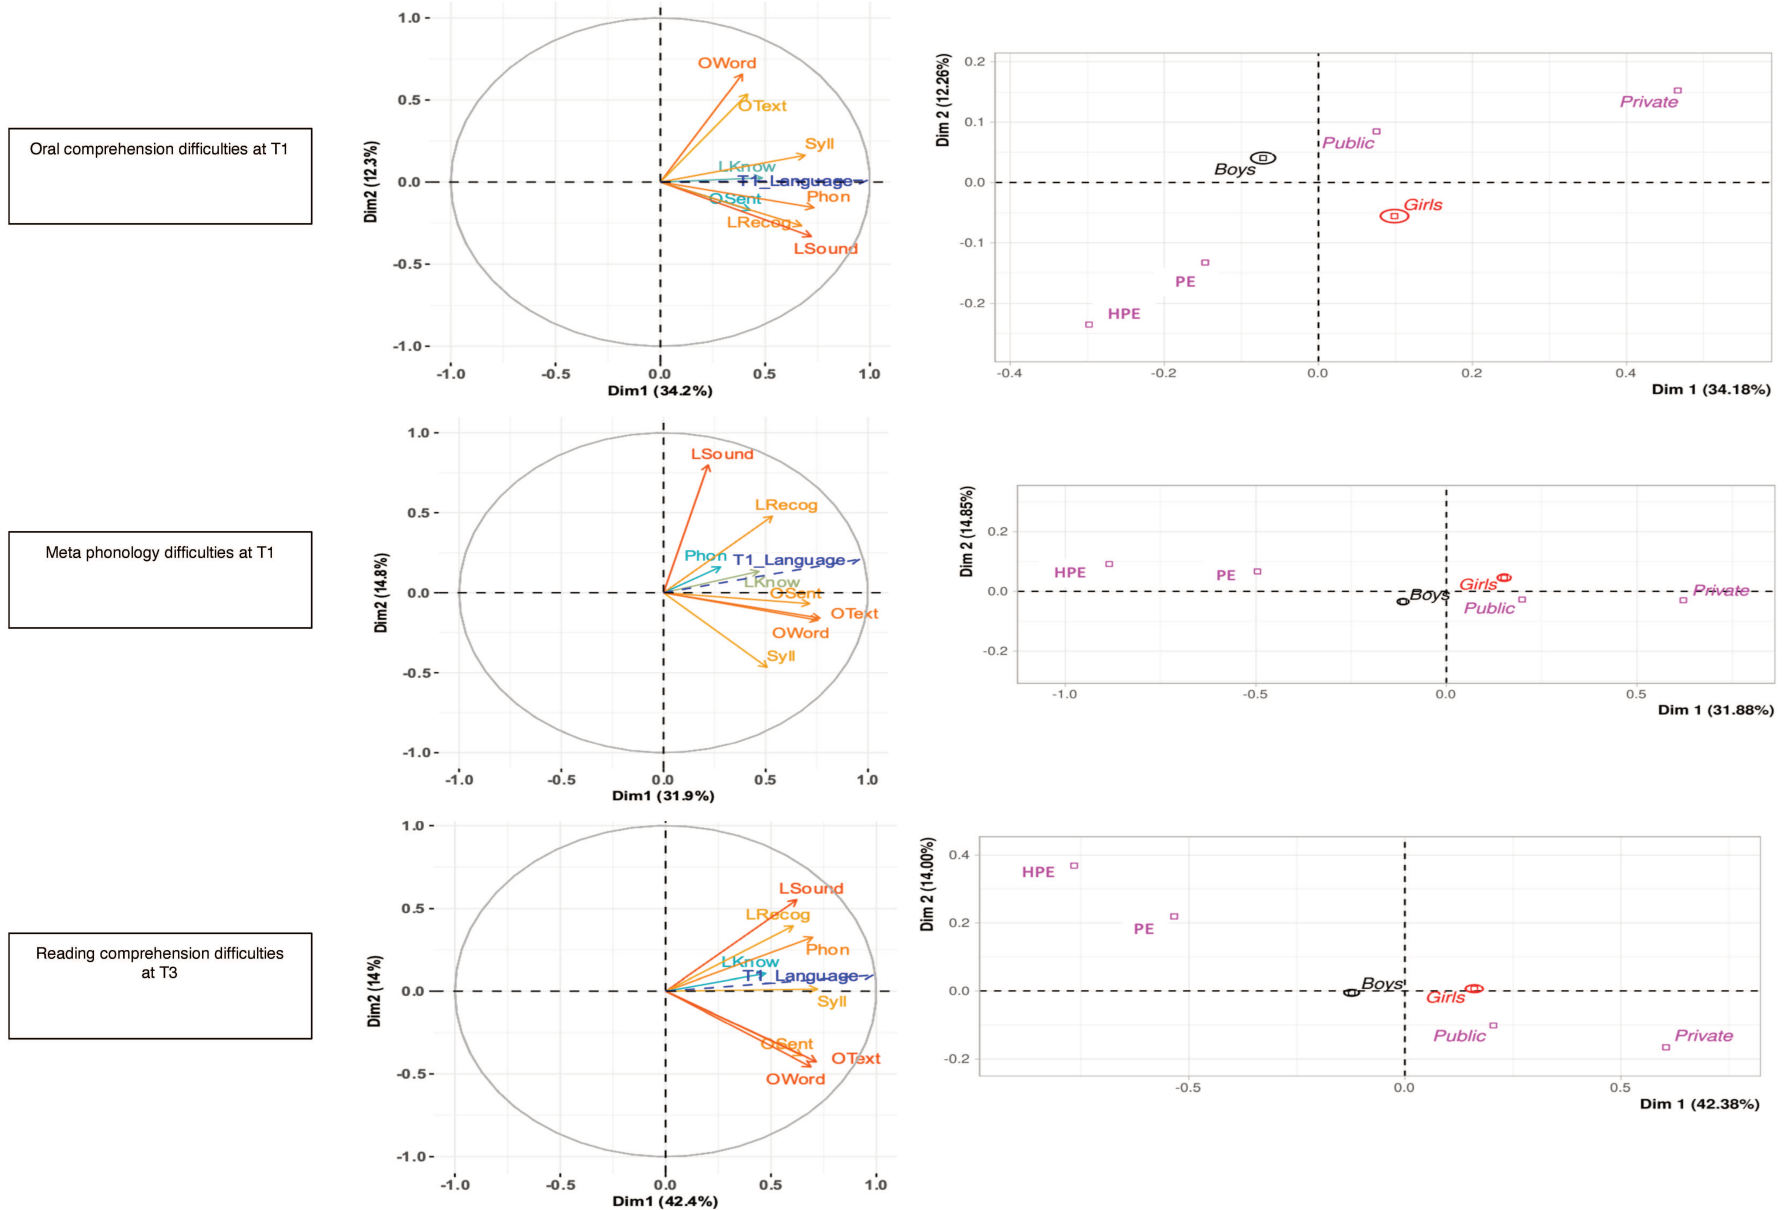 Oral comprehension difficulties at T1
Dim2 (12.3%)
1.0
0.5
0.0
-0.5
-1.0
OWord
OText
Syll
LKnow
T1_Language
OSent
Phon
LRecog
LSound
-1.0
-0.5
0.0
0.5
1.0
Dim1 (34.2%)
Dim 2 (12.26%)
0.2
0.1
0.0
-0.1
-0.2
Private
Public
Boys
Girls
PE
HPE
-0.4
-0.2
0.0
0.2
0.4
Dim 1 (34.18%)
Meta phonology difficulties at T1
Dim2 (14.8%)
1.0
0.5
0.0
-0.5
-1.0
LSound
LRecog
Phon
T1_Language
LKnow
OSent
OText
OWord
Syll
-1.0
-0.5
0.0
0.5
1.0
Dim1 (31.9%)
Dim 2 (14.85%)
0.2
0.0
-0.2
HPE
PE
Boys
Girls
Public
Private
-1.0
-0.5
0.0
0.5
Dim 1 (31.88%)
Reading comprehension difficulties
at T3
Dim2 (14%)
1.0
0.5
0.0
-0.5
-1.0
LSound
LRecog
Phon
LKnow
T1_Language
Syll
OSent
OText
OWord
-1.0
-0.5
0.0
0.5
1.0
Dim1 (42.4%)
Dim 2 (14.00%)
0.4
0.2
0.0
-0.2
HPE
PE
Boys
Girls
Public
Private
-0.5
0.0
0.5
Dim 1 (42.38%)